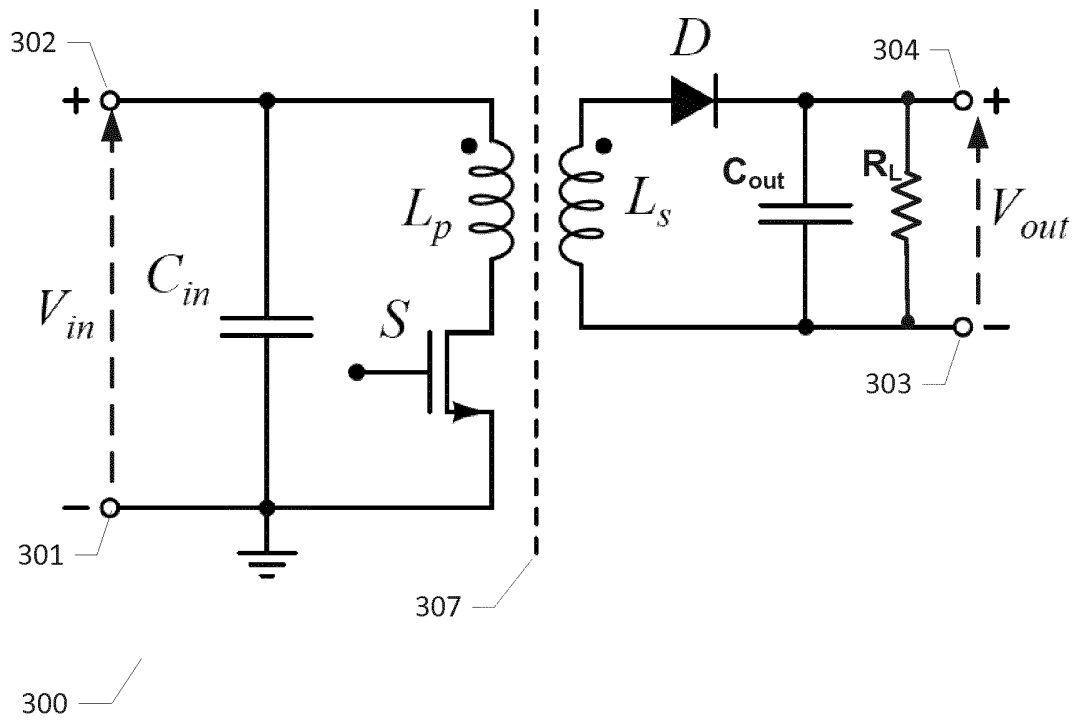 302
D
304
+
+
L_p
L_s
C_out
R_L
V_out
C_in
V_in
S
−
303
−
301
307
300